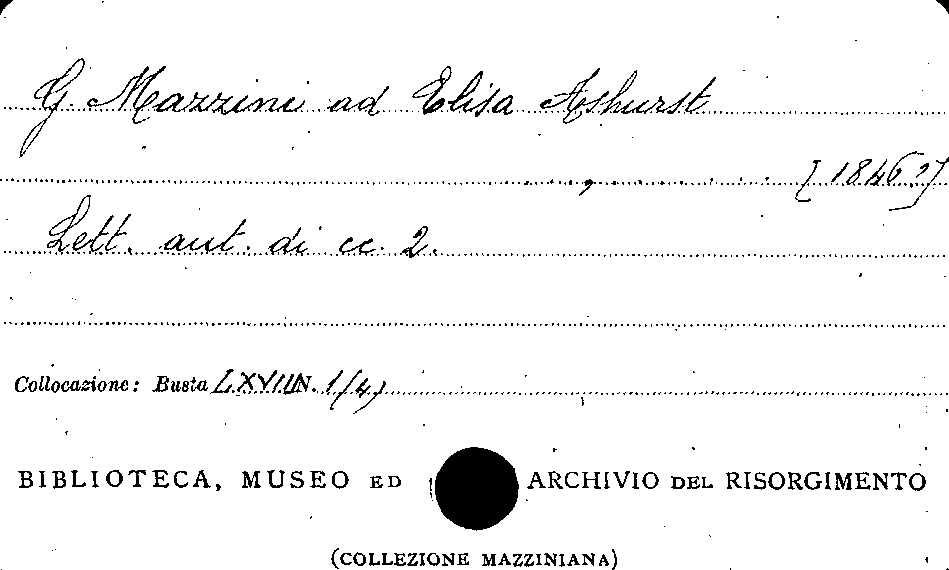 G. Mazzini ad Elisa Ashurst
[1846?]
Lett. aut. di cc. 2.
Collocazione: Busta LXVIII N. 1/4)
BIBLIOTECA, MUSEO ED ARCHIVIO DEL RISORGIMENTO
(COLLEZIONE MAZZINIANA)